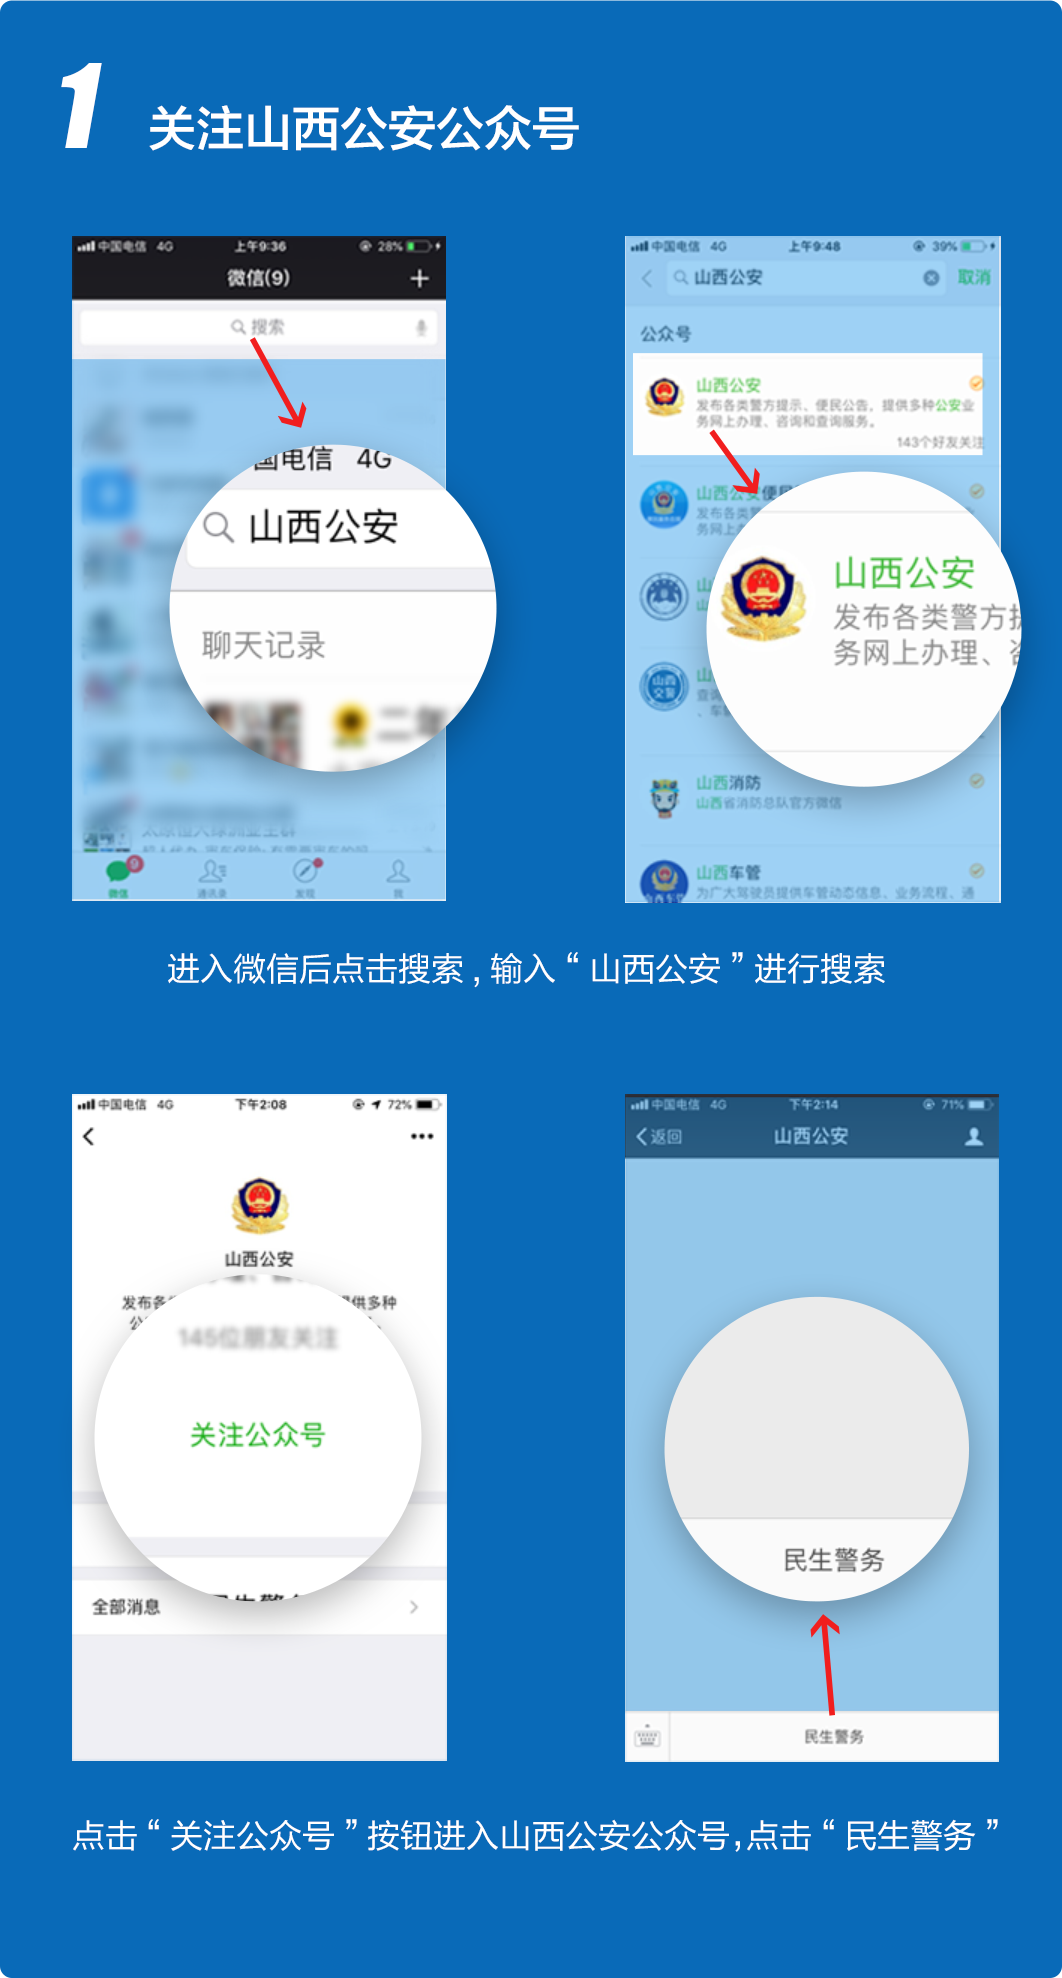 1 关注山西公安公众号
中国电信 4G 上午9:36 28%
微信(9)
搜索
国电信 4G
山西公安
聊天记录
9
微信 通讯录 发现 我
中国电信 4G 上午9:48 39%
山西公安 取消
公众号
山西公安
发布各类警方提示、便民公告。提供多种公安业
务网上办理、咨询和查询服务。
143个好友关注
山西公安便
发布各类
务网上办
山西公安
发布各类警方
务网上办理、
山西
交警
查询
、车
山西消防
山西省消防总队官方微信
山西车管
为广大驾驶员提供车管动态信息、业务流程、通
进入微信后点击搜索，输入“山西公安”进行搜索
中国电信 4G 下午2:08 72%
山西公安
发布各 供多种
145位朋友关注
关注公众号
全部消息
中国电信 4G 下午2:14 71%
返回 山西公安
民生警务
民生警务
点击“关注公众号”按钮进入山西公安公众号，点击“民生警务”